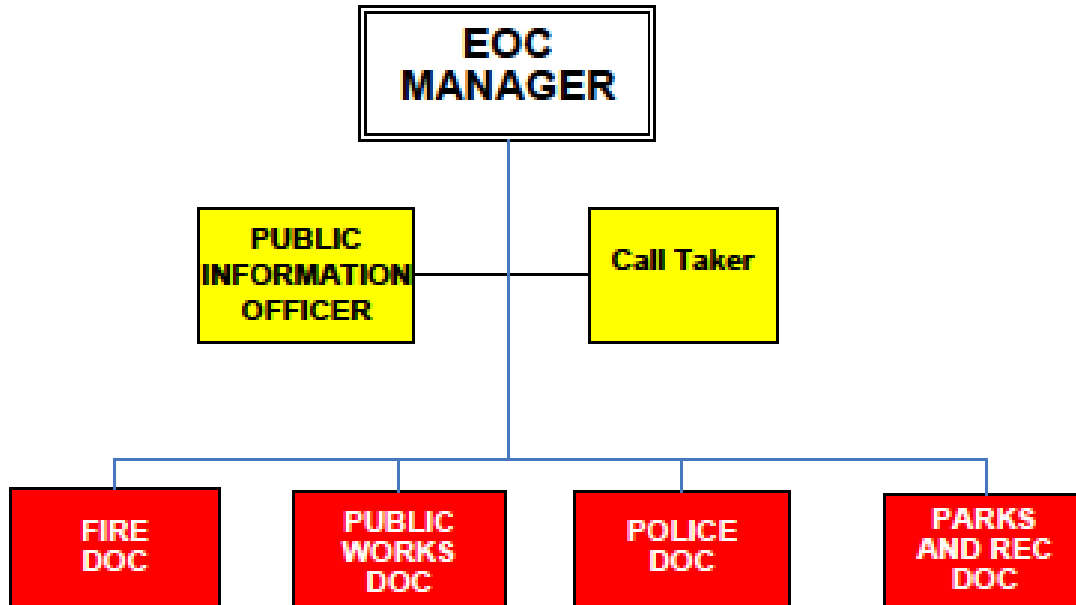 EOC
MANAGER
PUBLIC
INFORMATION
OFFICER
Call Taker
FIRE
DOC
PUBLIC
WORKS
DOC
POLICE
DOC
PARKS
AND REC
DOC